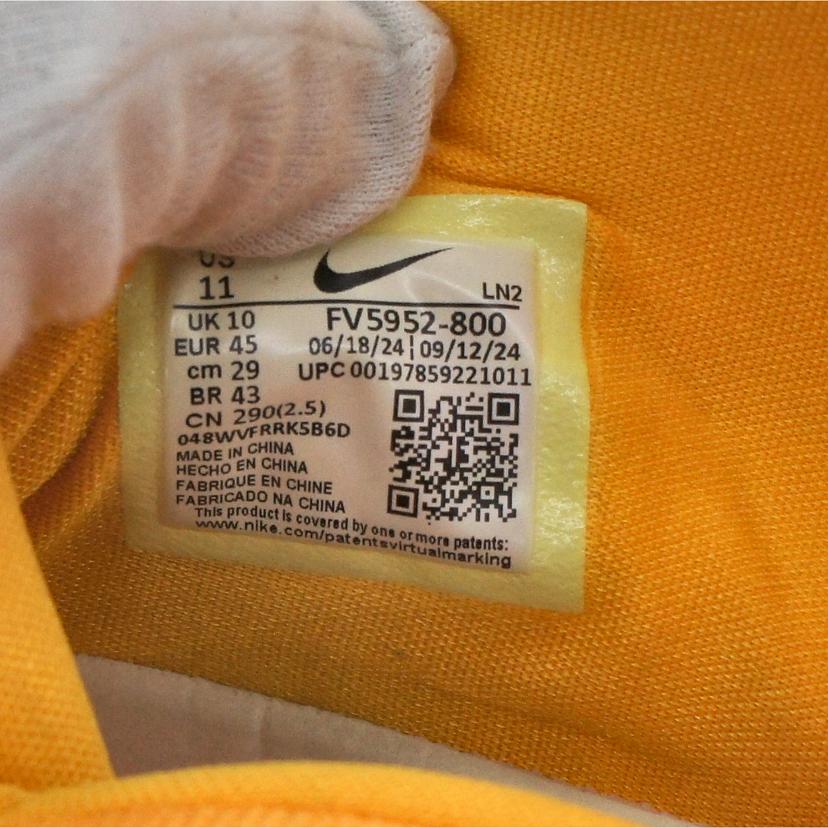 US
11
LN2
UK 10
FV5952-800
EUR 45
06/18/24 09/12/24
cm 29
UPC 00197859221011
BR 43
CN 290(2.5)
048WVFRRK5B6D
MADE IN CHINA
HECHO EN CHINA
FABRIQUE EN CHINE
FABRICADO NA CHINA
This product is covered by one or more patents:
www.nike.com/patentsvirtualmarking